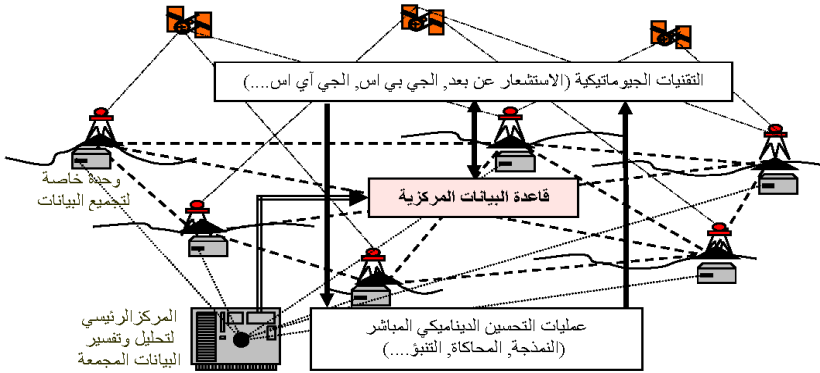 التقنيات الجيوماتيكية (الاستشعار عن بعد, الجي بي اس, الجي آي اس....)
وحدة خاصة
لتجميع البيانات
قاعدة البيانات المركزية
المركزالرئيسي
لتحليل وتفسير
البيانات المجمعة
عمليات التحسين الديناميكي المباشر
(النمذجة, المحاكاة, التنبؤ....)